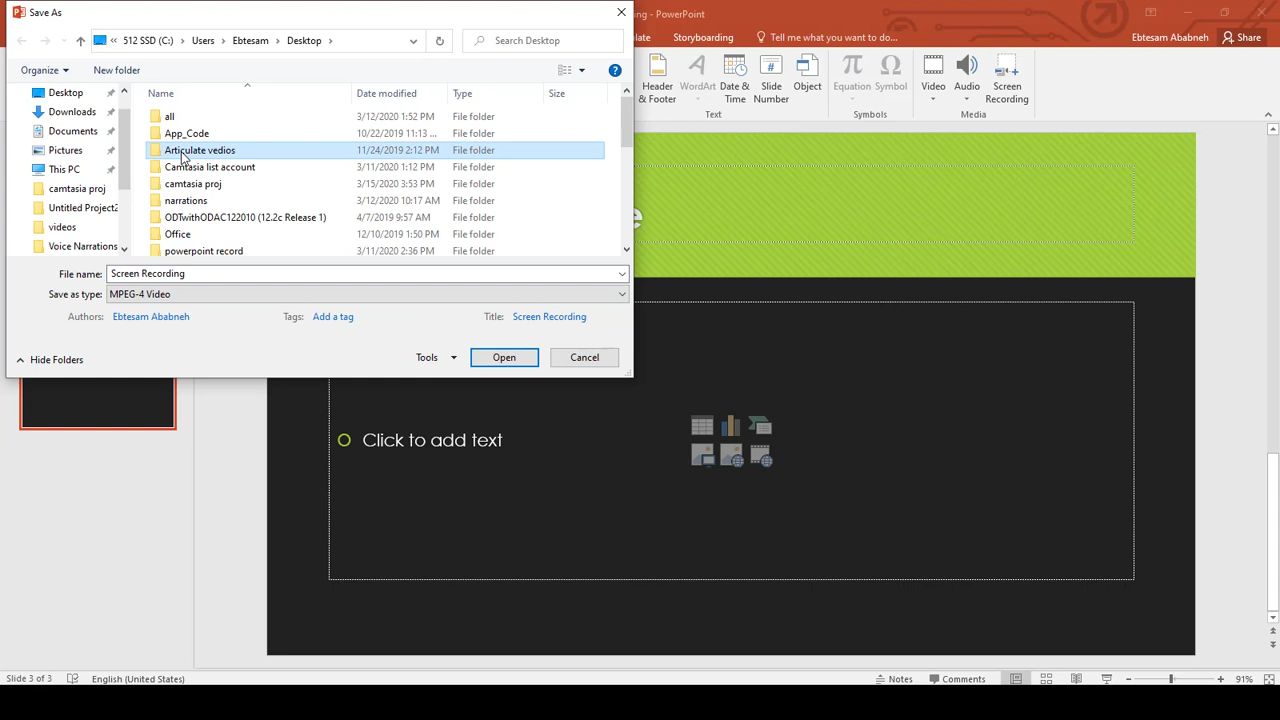 Save As
ng - PowerPoint
512 SSD (C:) › Users › Ebtesam › Desktop ›
Search Desktop
late Storyboarding Tell me what you want to do...
Ebtesam Ababneh Share
Organize New folder
Header & Footer
WordArt
Date & Time
Slide Number
Object
Equation
Symbol
Video
Audio
Screen Recording
Text
Symbols
Media
Desktop
Downloads
Documents
Pictures
This PC
camtasia proj
Untitled Project2
videos
Voice Narrations
Name Date modified Type Size
all 3/12/2020 1:52 PM File folder
App_Code 10/22/2019 11:13 ... File folder
Articulate vedios 11/24/2019 2:12 PM File folder
Camtasia list account 3/11/2020 1:12 PM File folder
camtasia proj 3/15/2020 3:53 PM File folder
narrations 3/12/2020 10:17 AM File folder
ODTwithODAC122010 (12.2c Release 1) 4/7/2019 9:57 AM File folder
Office 12/10/2019 1:50 PM File folder
powerpoint record 3/11/2020 2:36 PM File folder
File name: Screen Recording
Save as type: MPEG-4 Video
Authors: Ebtesam Ababneh Tags: Add a tag Title: Screen Recording
Hide Folders
Tools Open Cancel
e
Click to add text
Slide 3 of 3 English (United States) Notes Comments 91%